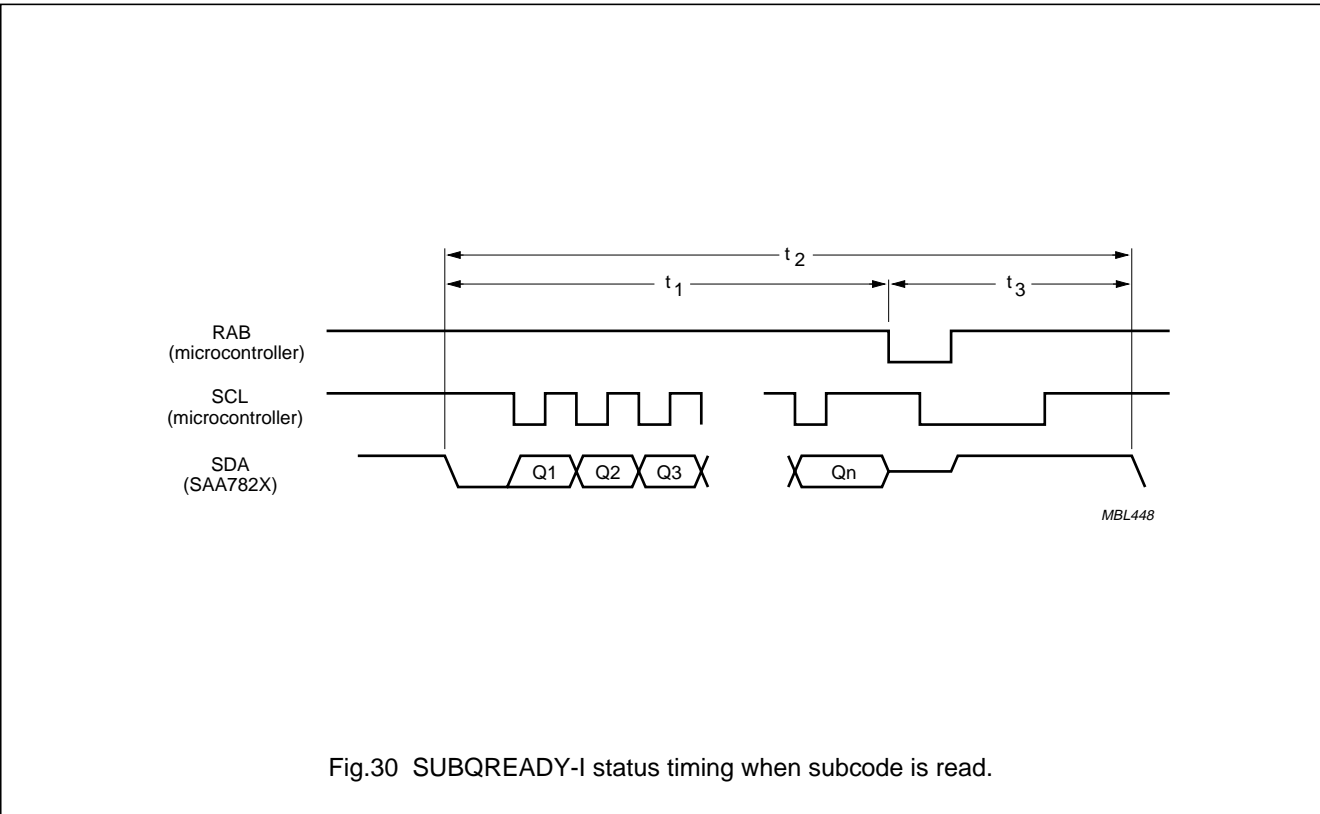 t2
t1
t3
RAB
(microcontroller)
SCL
(microcontroller)
SDA
(SAA782X)
Q1 Q2 Q3 Qn
MBL448
Fig.30 SUBQREADY-I status timing when subcode is read.